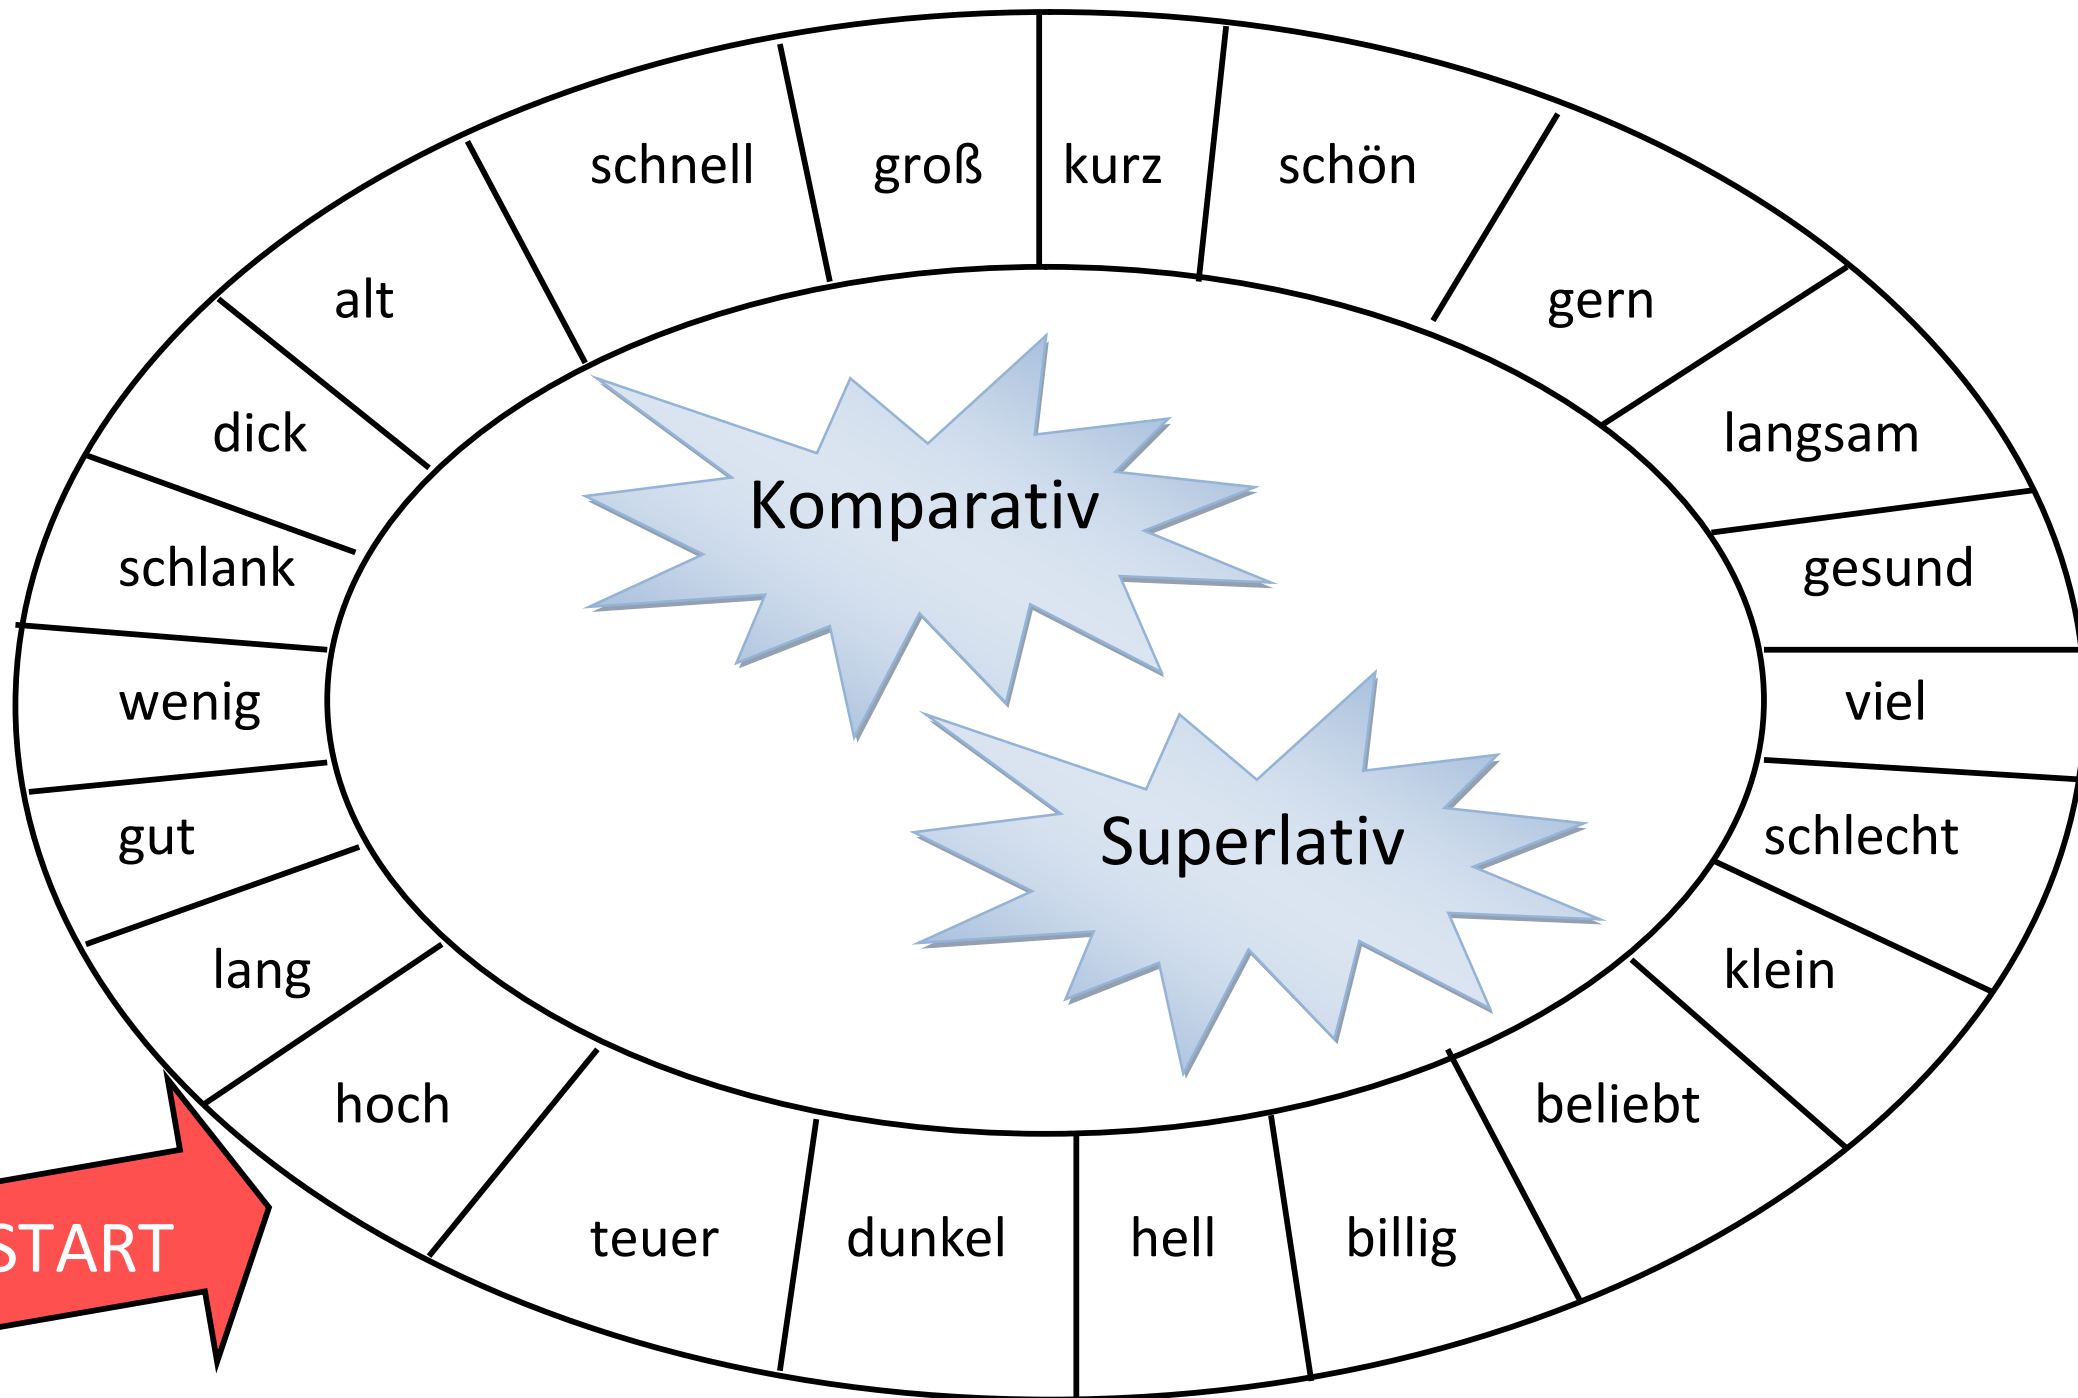 schnell groß kurz schön
alt gern
dick langsam
Komparativ
schlank gesund
wenig viel
gut schlecht
Superlativ
lang klein
hoch beliebt
START teuer dunkel hell billig